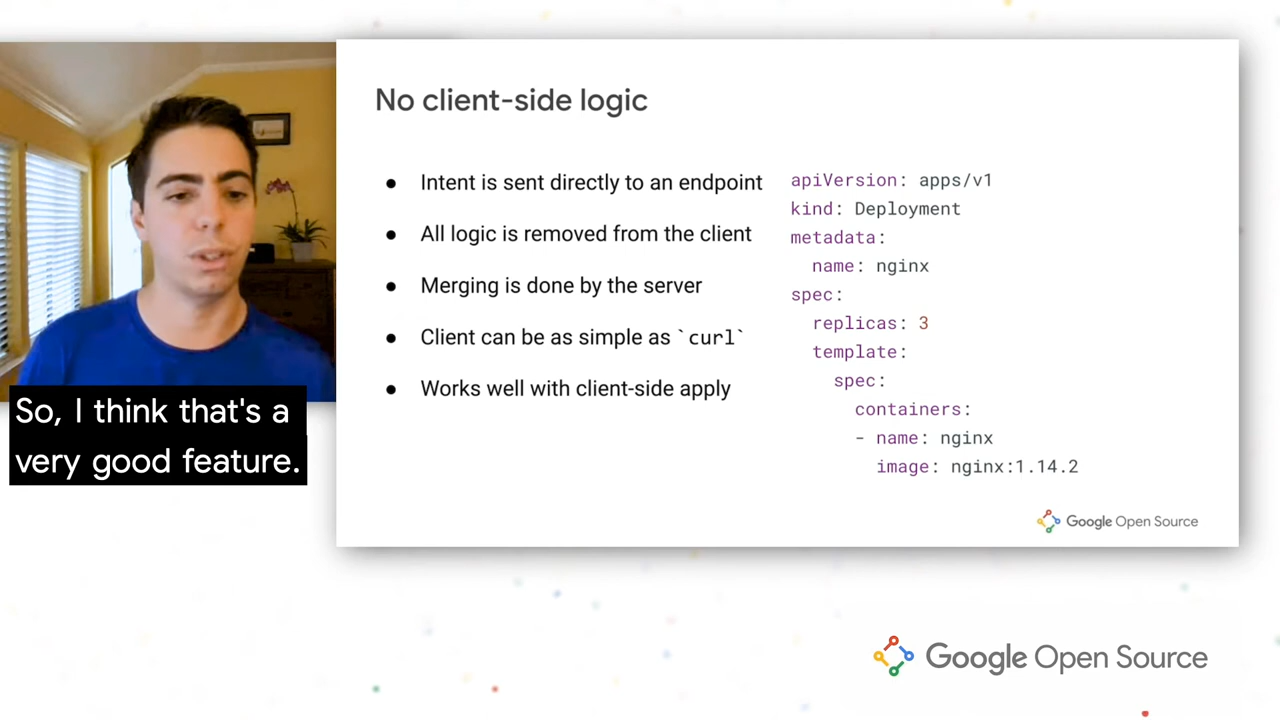 No client-side logic
● Intent is sent directly to an endpoint
● All logic is removed from the client
● Merging is done by the server
● Client can be as simple as `curl`
● Works well with client-side apply
apiVersion: apps/v1
kind: Deployment
metadata:
  name: nginx
spec:
  replicas: 3
  template:
    spec:
      containers:
      - name: nginx
        image: nginx:1.14.2
Google Open Source
So, I think that's a
very good feature.
Google Open Source